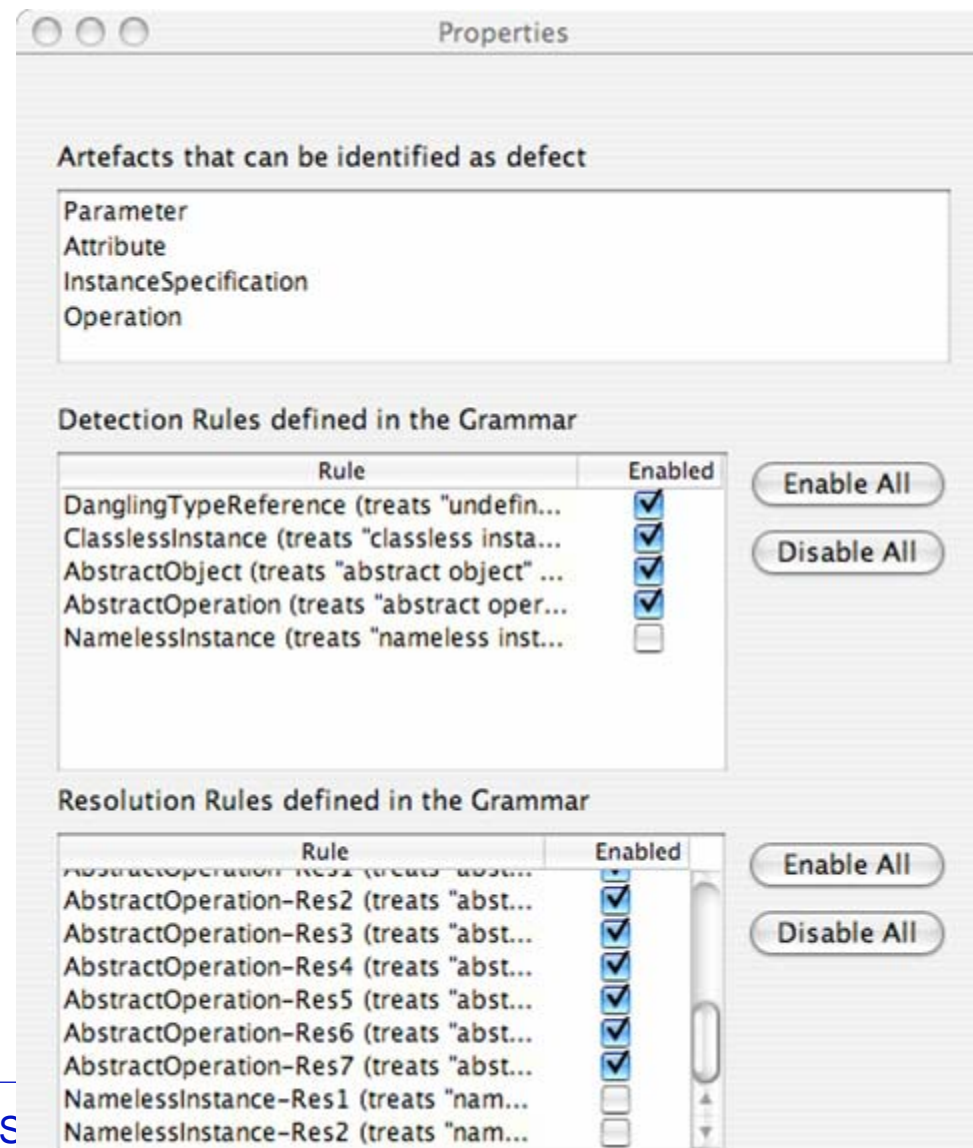 Properties
Artefacts that can be identified as defect
Parameter
Attribute
InstanceSpecification
Operation
Detection Rules defined in the Grammar
Rule Enabled
DanglingTypeReference (treats "undefin...
ClasslessInstance (treats "classless insta...
AbstractObject (treats "abstract object" ...
AbstractOperation (treats "abstract oper...
NamelessInstance (treats "nameless inst...
Enable All
Disable All
Resolution Rules defined in the Grammar
Rule Enabled
AbstractOperation-Res1 (treats "abst...
AbstractOperation-Res2 (treats "abst...
AbstractOperation-Res3 (treats "abst...
AbstractOperation-Res4 (treats "abst...
AbstractOperation-Res5 (treats "abst...
AbstractOperation-Res6 (treats "abst...
AbstractOperation-Res7 (treats "abst...
NamelessInstance-Res1 (treats "nam...
NamelessInstance-Res2 (treats "nam...
Enable All
Disable All
S